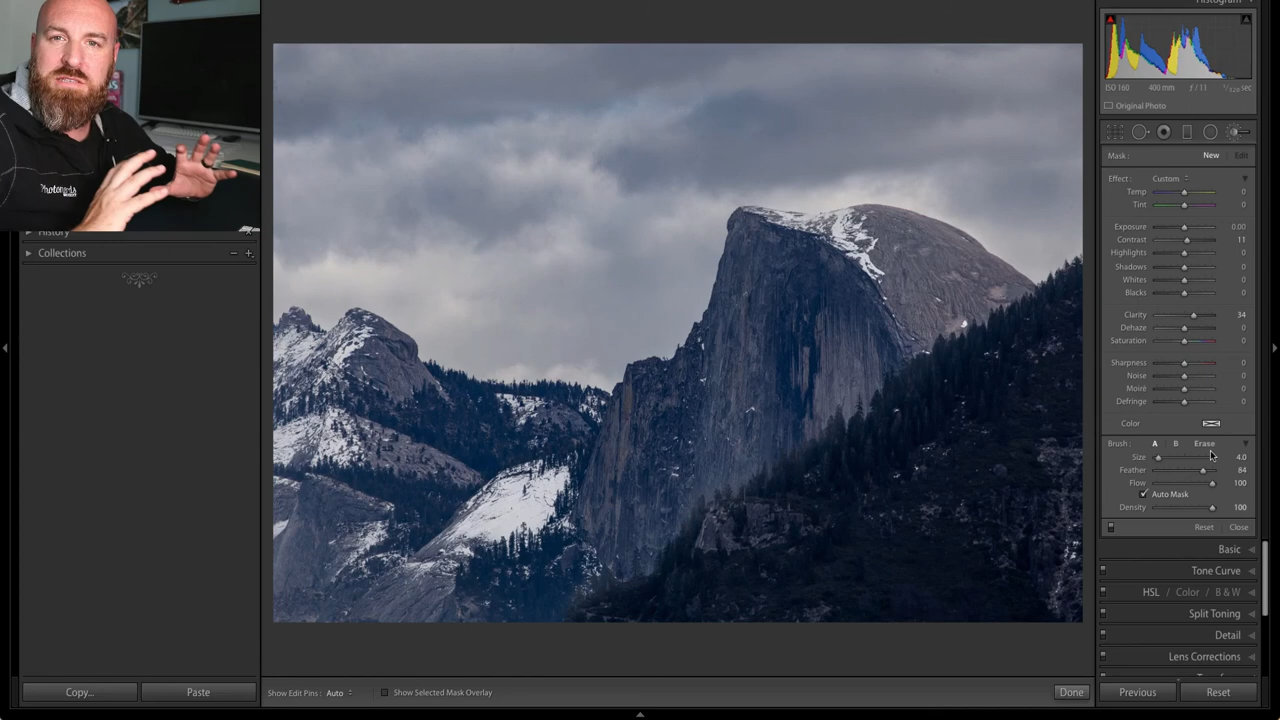 Histogram
ISO 160 400 mm ƒ / 11 1/320 sec
Original Photo
Mask : New Edit
Effect : Custom
Temp 0
Tint 0
Exposure 0.00
Contrast 11
Highlights 0
Shadows 0
Whites 0
Blacks 0
Clarity 34
Dehaze 0
Saturation 0
Sharpness 0
Noise 0
Moiré 0
Defringe 0
Color
Brush : A B Erase
Size 4.0
Feather 84
Flow 100
Auto Mask
Density 100
Reset Close
Basic
Tone Curve
HSL / Color / B & W
Split Toning
Detail
Lens Corrections
Previous Reset
History
Collections
Copy... Paste
Show Edit Pins : Auto Show Selected Mask Overlay Done